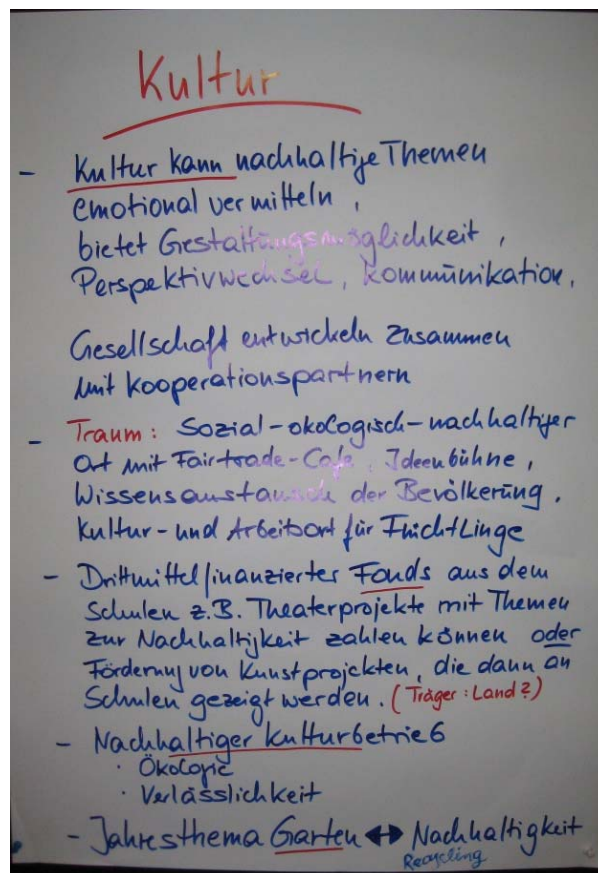 Kultur
- Kultur kann nachhaltige Themen
emotional vermitteln,
bietet Gestaltungsmöglichkeit,
Perspektivwechsel, Kommunikation.
Gesellschaft entwickeln zusammen
mit Kooperationspartnern
- Traum: Sozial-ökologisch-nachhaltiger
Ort mit Fairtrade-Cafe, Ideenbühne,
Wissensaustausch der Bevölkerung.
Kultur- und Arbeitsort für Flüchtlinge
- Drittmittelfinanzierter Fonds aus dem
Schulen z.B. Theaterprojekte mit Themen
zur Nachhaltigkeit zahlen können oder
Förderung von Kunstprojekten, die dann an
Schulen gezeigt werden. (Träger: Land?)
- Nachhaltiger Kulturbetrieb
· Ökologie
· Verlässlichkeit
- Jahresthema Garten ↔ Nachhaltigkeit
Recycling